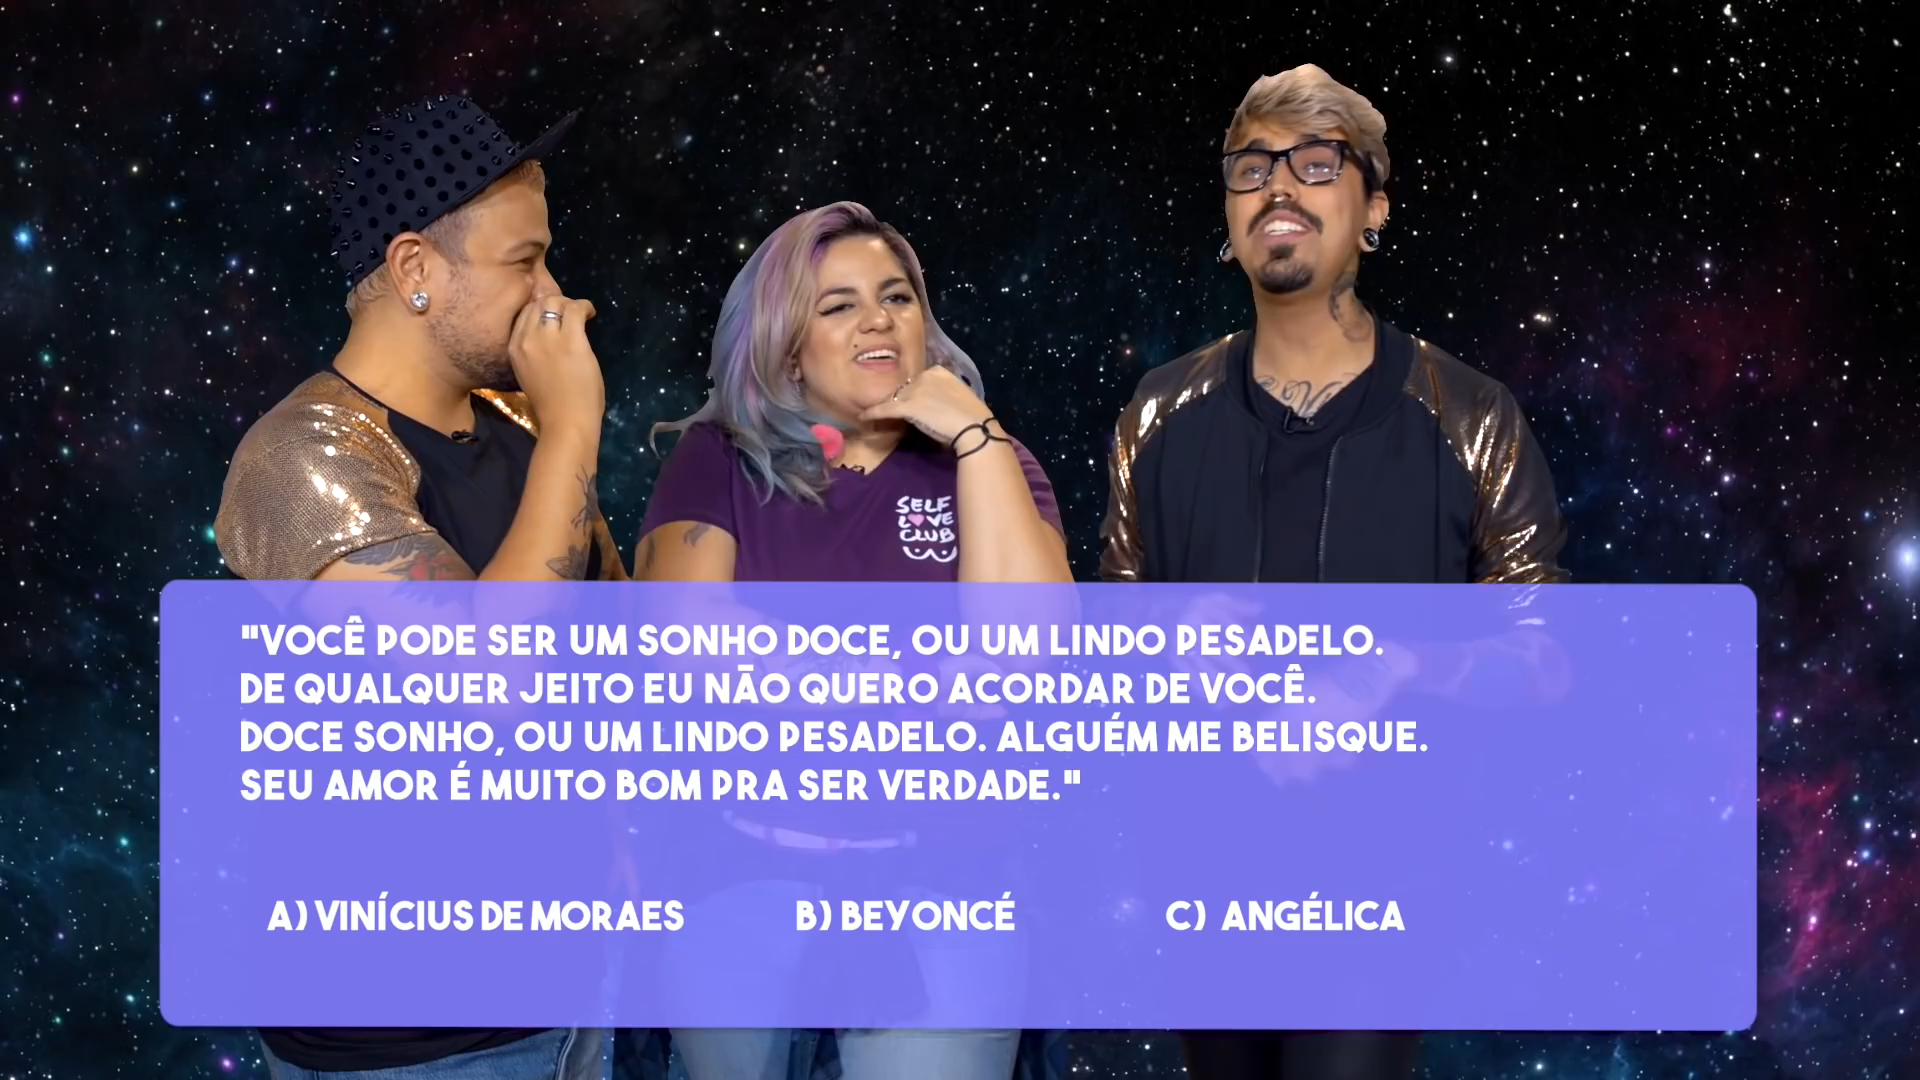 SELF
LOVE
CLUB
"VOCÊ PODE SER UM SONHO DOCE, OU UM LINDO PESADELO.
DE QUALQUER JEITO EU NÃO QUERO ACORDAR DE VOCÊ.
DOCE SONHO, OU UM LINDO PESADELO. ALGUÉM ME BELISQUE.
SEU AMOR É MUITO BOM PRA SER VERDADE."
A) VINÍCIUS DE MORAES
B) BEYONCÉ
C) ANGÉLICA